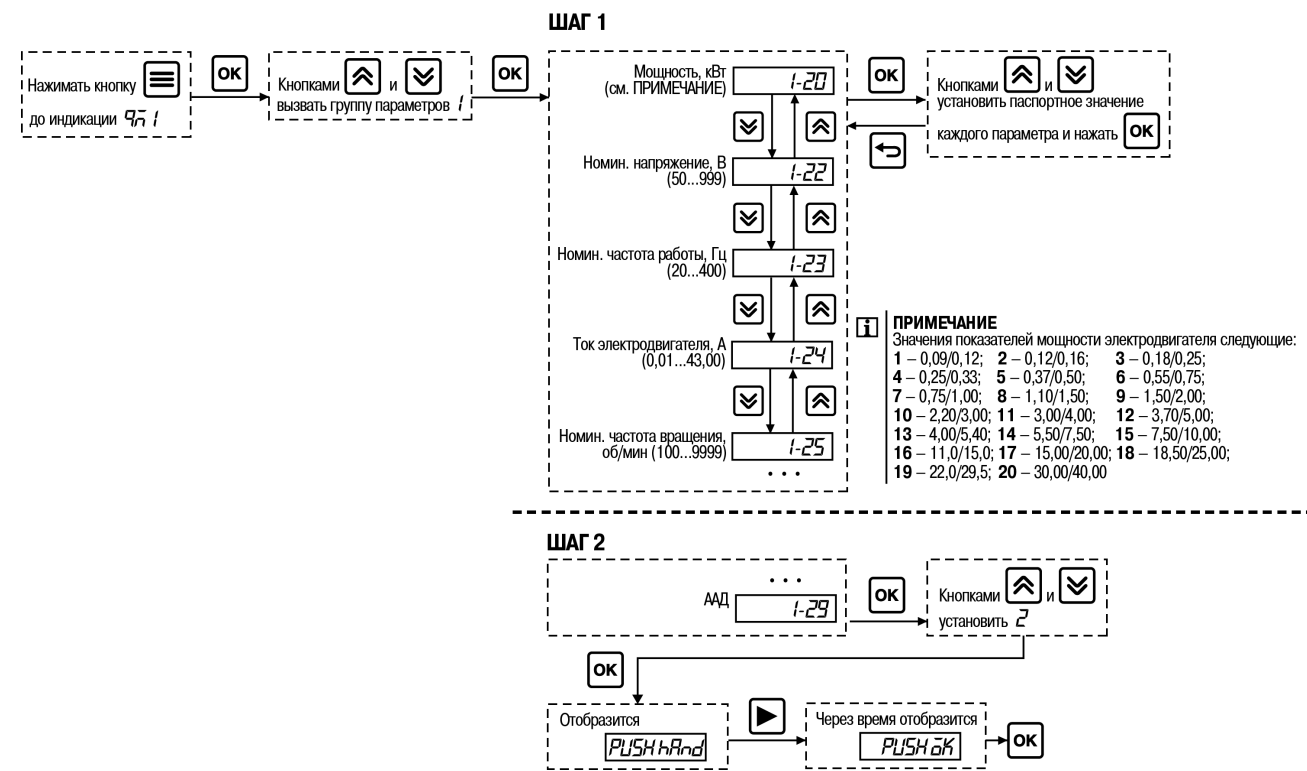 ШАГ 1
Нажимать кнопку
до индикации qñ 1
OK
Кнопками и
вызвать группу параметров 1
OK
Мощность, кВт
(см. ПРИМЕЧАНИЕ)
1-20
Номин. напряжение, В
(50...999)
1-22
Номин. частота работы, Гц
(20...400)
1-23
Ток электродвигателя, А
(0,01...43,00)
1-24
Номин. частота вращения,
об/мин (100...9999)
1-25
• • •
OK
Кнопками и
установить паспортное значение
каждого параметра и нажать OK
i
ПРИМЕЧАНИЕ
Значения показателей мощности электродвигателя следующие:
1 – 0,09/0,12; 2 – 0,12/0,16; 3 – 0,18/0,25;
4 – 0,25/0,33; 5 – 0,37/0,50; 6 – 0,55/0,75;
7 – 0,75/1,00; 8 – 1,10/1,50; 9 – 1,50/2,00;
10 – 2,20/3,00; 11 – 3,00/4,00; 12 – 3,70/5,00;
13 – 4,00/5,40; 14 – 5,50/7,50; 15 – 7,50/10,00;
16 – 11,0/15,0; 17 – 15,00/20,00; 18 – 18,50/25,00;
19 – 22,0/29,5; 20 – 30,00/40,00
ШАГ 2
• • •
ААД
1-29
OK
Кнопками и
установить 2
OK
Отобразится
PUSH hAnd
Через время отобразится
PUSH oK
OK